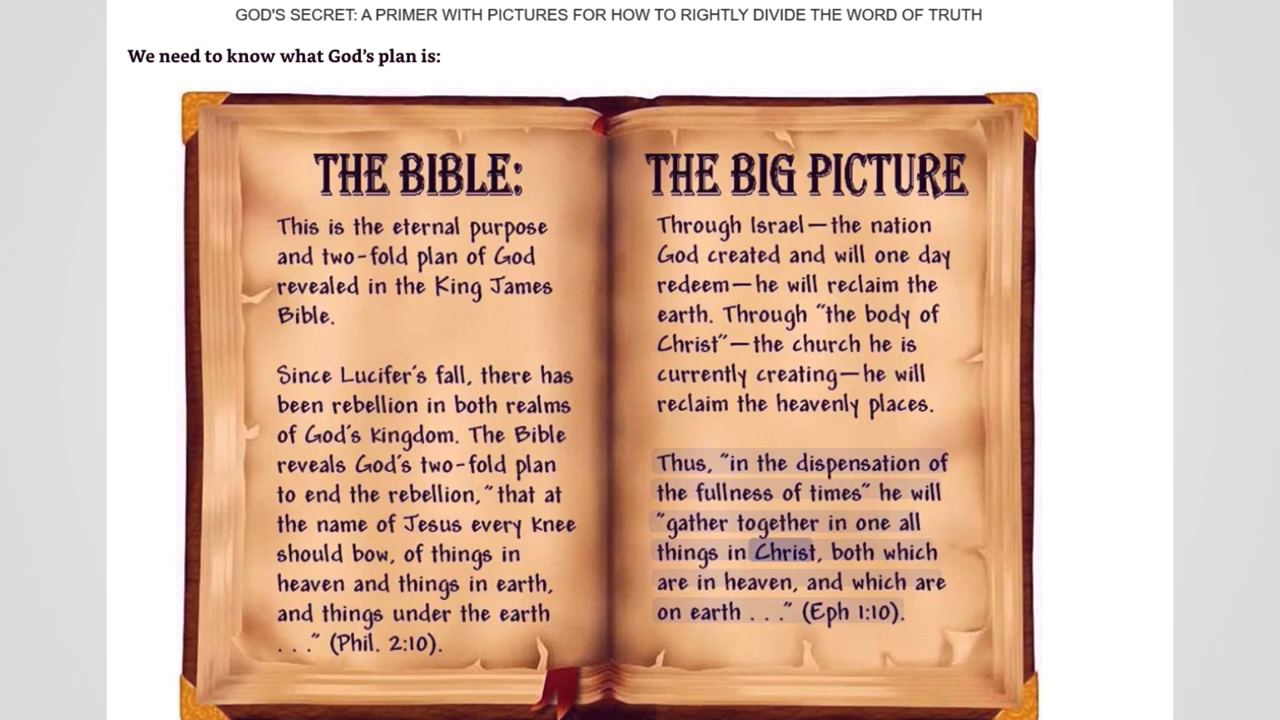 GOD'S SECRET: A PRIMER WITH PICTURES FOR HOW TO RIGHTLY DIVIDE THE WORD OF TRUTH
We need to know what God's plan is:
THE BIBLE:
This is the eternal purpose
and two-fold plan of God
revealed in the King James
Bible.
Since Lucifer's fall, there has
been rebellion in both realms
of God's kingdom. The Bible
reveals God's two-fold plan
to end the rebellion, "that at
the name of Jesus every knee
should bow, of things in
heaven and things in earth,
and things under the earth
. . ." (Phil. 2:10).
THE BIG PICTURE
Through Israel—the nation
God created and will one day
redeem—he will reclaim the
earth. Through "the body of
Christ"—the church he is
currently creating—he will
reclaim the heavenly places.
Thus, "in the dispensation of
the fullness of times" he will
"gather together in one all
things in Christ, both which
are in heaven, and which are
on earth . . ." (Eph 1:10).